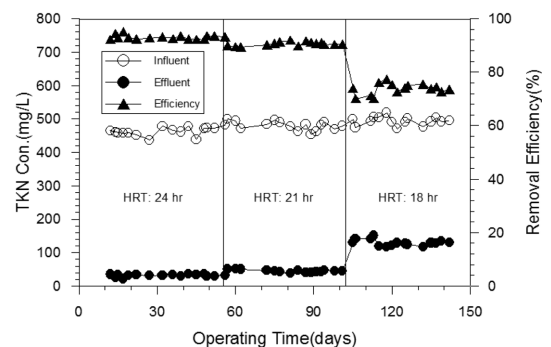 800
700
600
500
400
300
200
100
0
TKN Con.(mg/L)
Influent
Effluent
Efficiency
HRT: 24 hr
HRT: 21 hr
HRT: 18 hr
100
80
60
40
20
0
Removal Efficiency(%)
0
30
60
90
120
150
Operating Time(days)